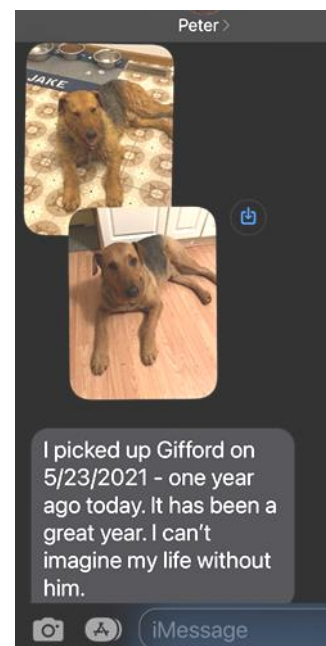 Peter
JAKE
I picked up Gifford on
5/23/2021 - one year
ago today. It has been a
great year. I can't
imagine my life without
him.
iMessage